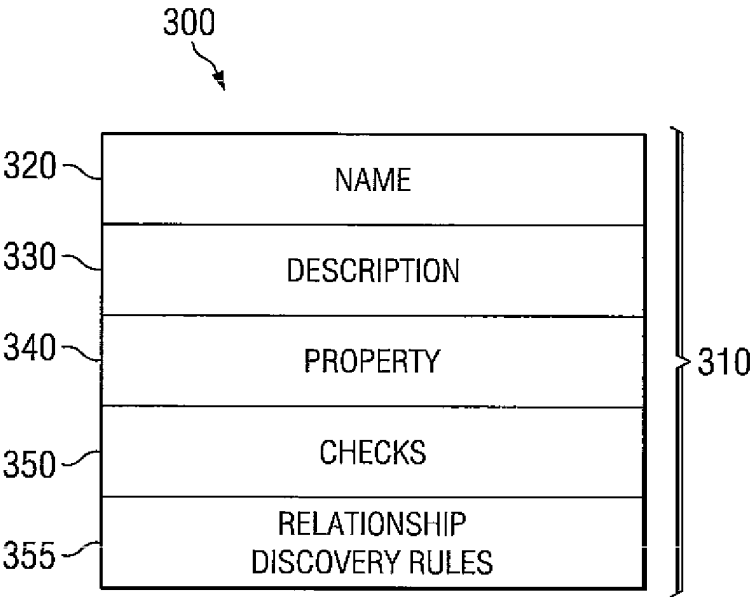 300
320
NAME
330
DESCRIPTION
340
PROPERTY
310
350
CHECKS
355
RELATIONSHIP
DISCOVERY RULES